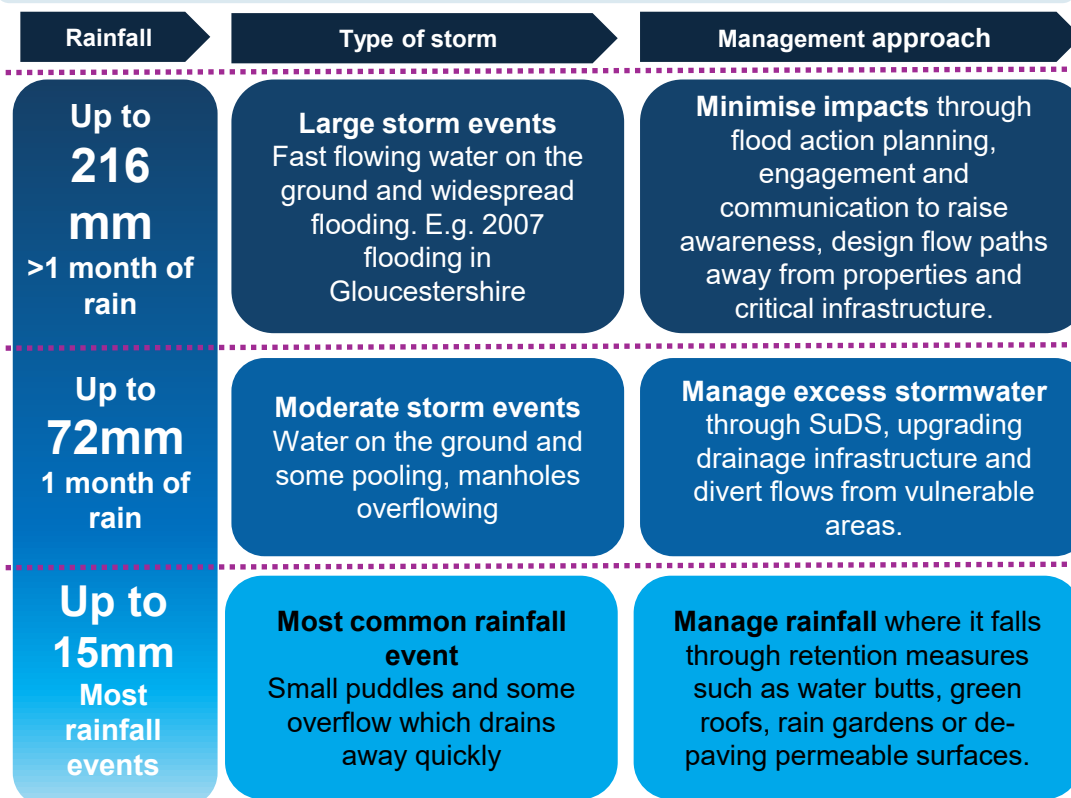 Rainfall
Type of storm
Management approach
Up to
216
mm
>1 month of
rain
Large storm events
Fast flowing water on the
ground and widespread
flooding. E.g. 2007
flooding in
Gloucestershire
Minimise impacts through
flood action planning,
engagement and
communication to raise
awareness, design flow paths
away from properties and
critical infrastructure.
Up to
72mm
1 month of
rain
Moderate storm events
Water on the ground and
some pooling, manholes
overflowing
Manage excess stormwater
through SuDS, upgrading
drainage infrastructure and
divert flows from vulnerable
areas.
Up to
15mm
Most
rainfall
events
Most common rainfall
event
Small puddles and some
overflow which drains
away quickly
Manage rainfall where it falls
through retention measures
such as water butts, green
roofs, rain gardens or de-
paving permeable surfaces.